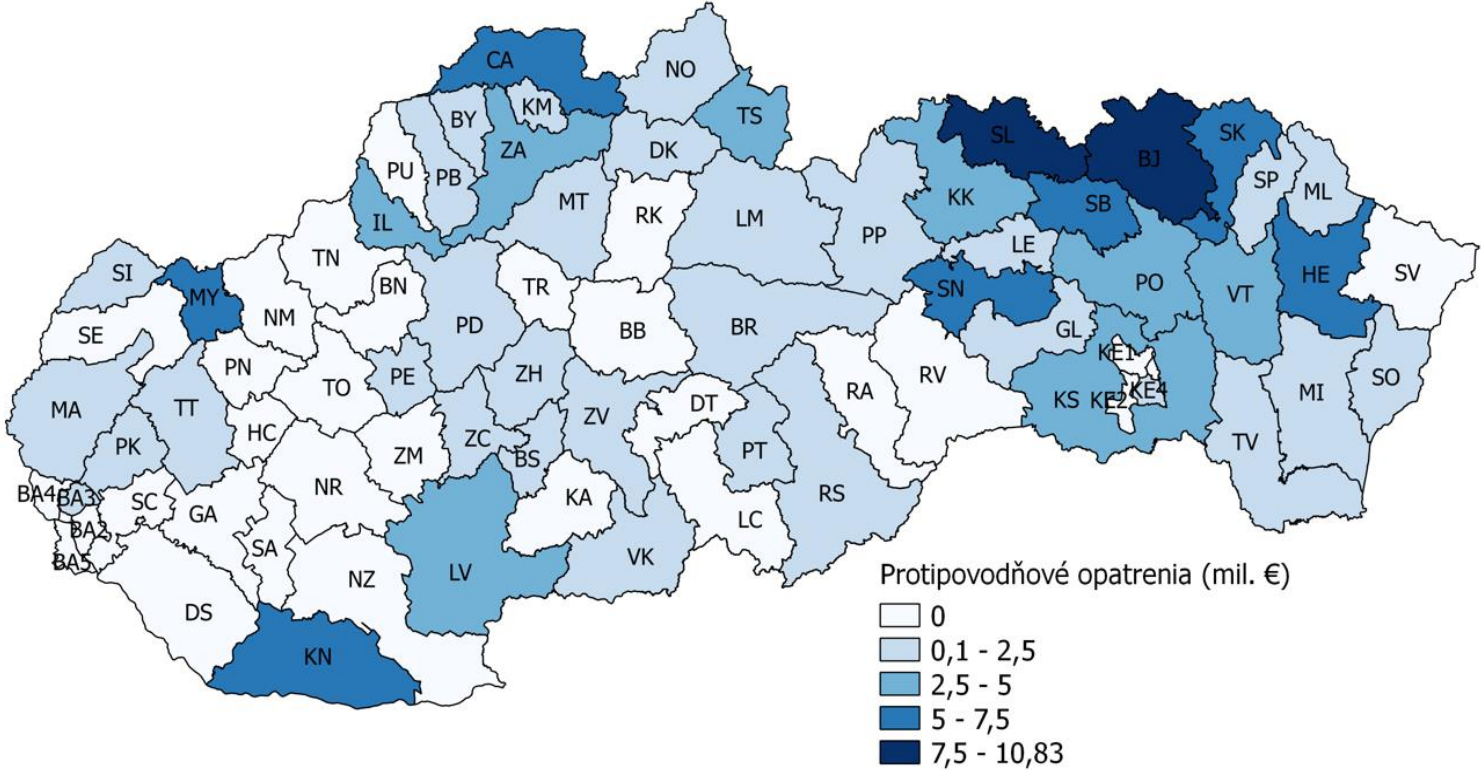 CA
NO
KM
BY
TS
ZA
DK
SL
BJ
SK
PU
PB
SP
ML
MT
RK
LM
KK
SB
IL
PP
LE
TN
SI
BN
TR
SN
PO
VT
HE
SV
MY
NM
SE
PD
BB
BR
GL
PN
TO
PE
ZH
KE1
RA
RV
KS
KE2
KE4
MI
SO
MA
TT
DT
ZV
HC
PK
ZC
ZM
BS
PT
TV
NR
RS
BA4
BA3
SC
GA
KA
LC
BA2
SA
BA5
NZ
LV
VK
DS
KN
Protipovodňové opatrenia (mil. €)
0
0,1 - 2,5
2,5 - 5
5 - 7,5
7,5 - 10,83